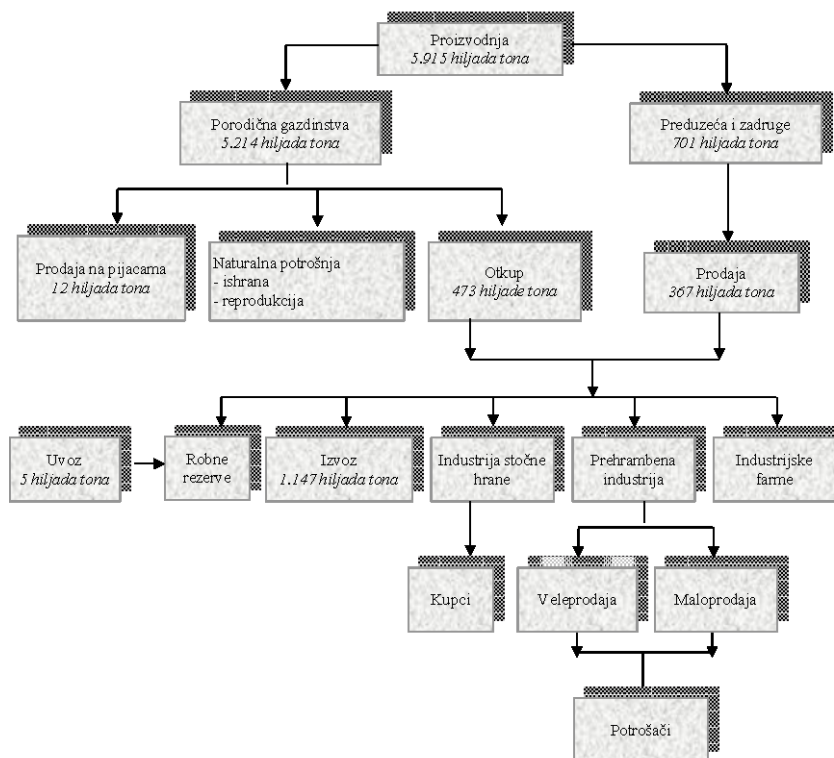 Proizvodnja
5.915 hiljada tona
Porodična gazdinstva
5.214 hiljada tona
Preduzeća i zadruge
701 hiljada tona
Prodaja na pijacama
12 hiljada tona
Naturalna potrošnja
- ishrana
- reprodukcija
Otkup
473 hiljade tona
Prodaja
367 hiljada tona
Uvoz
5 hiljada tona
Robne
rezerve
Izvoz
1.147 hiljada tona
Industrija stočne
hrane
Prehrambena
industrija
Industrijske
farme
Kupci
Veleprodaja
Maloprodaja
Potrošači